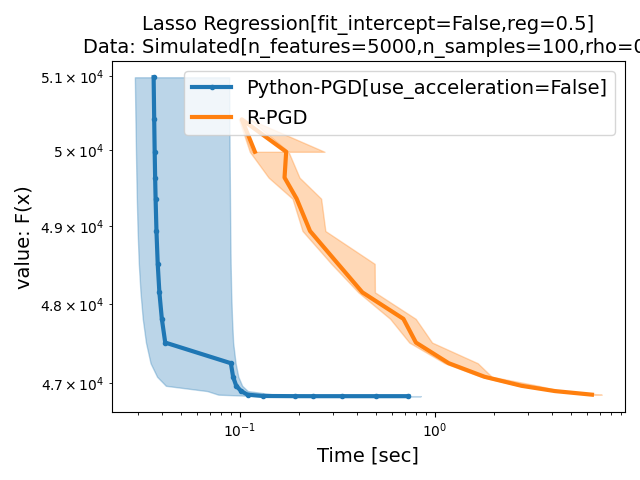 Lasso Regression[fit_intercept=False,reg=0.5]
Data: Simulated[n_features=5000,n_samples=100,rho=0
Python-PGD[use_acceleration=False]
R-PGD
value: F(x)
5.1 × 10⁴
5 × 10⁴
4.9 × 10⁴
4.8 × 10⁴
4.7 × 10⁴
10⁻¹
10⁰
Time [sec]